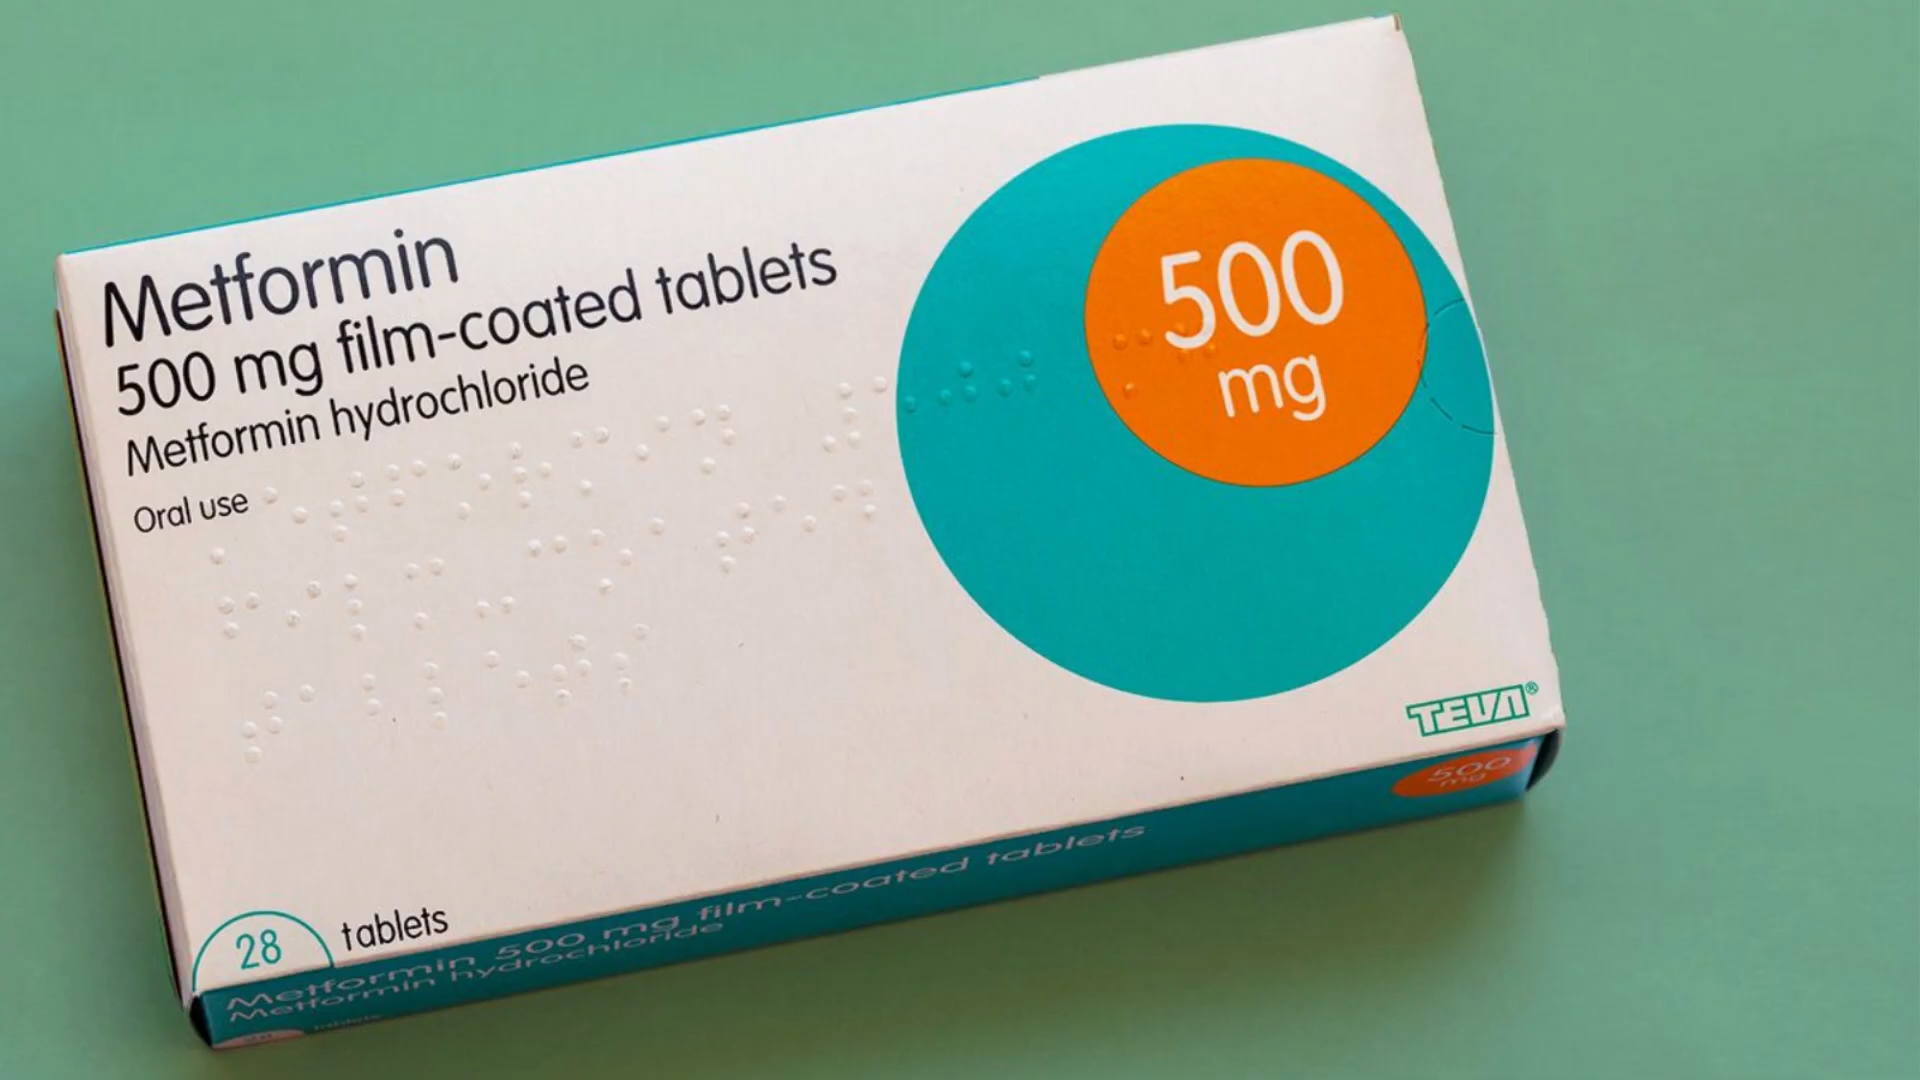 Metformin
500 mg film-coated tablets
Metformin hydrochloride
Oral use
500
mg
TEVA®
28 tablets
500
mg
Metformin 500 mg film-coated tablets
Metformin hydrochloride
tablets